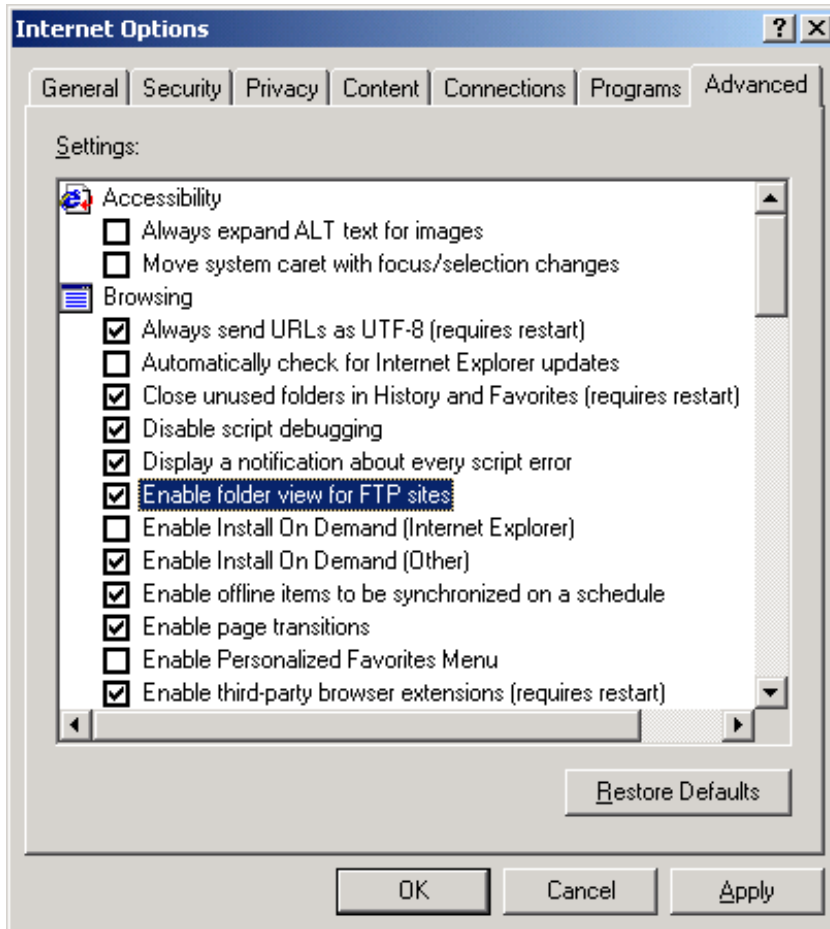 Internet Options
General Security Privacy Content Connections Programs Advanced
Settings:
Accessibility
Always expand ALT text for images
Move system caret with focus/selection changes
Browsing
Always send URLs as UTF-8 (requires restart)
Automatically check for Internet Explorer updates
Close unused folders in History and Favorites (requires restart)
Disable script debugging
Display a notification about every script error
Enable folder view for FTP sites
Enable Install On Demand (Internet Explorer)
Enable Install On Demand (Other)
Enable offline items to be synchronized on a schedule
Enable page transitions
Enable Personalized Favorites Menu
Enable third-party browser extensions (requires restart)
Restore Defaults
OK Cancel Apply